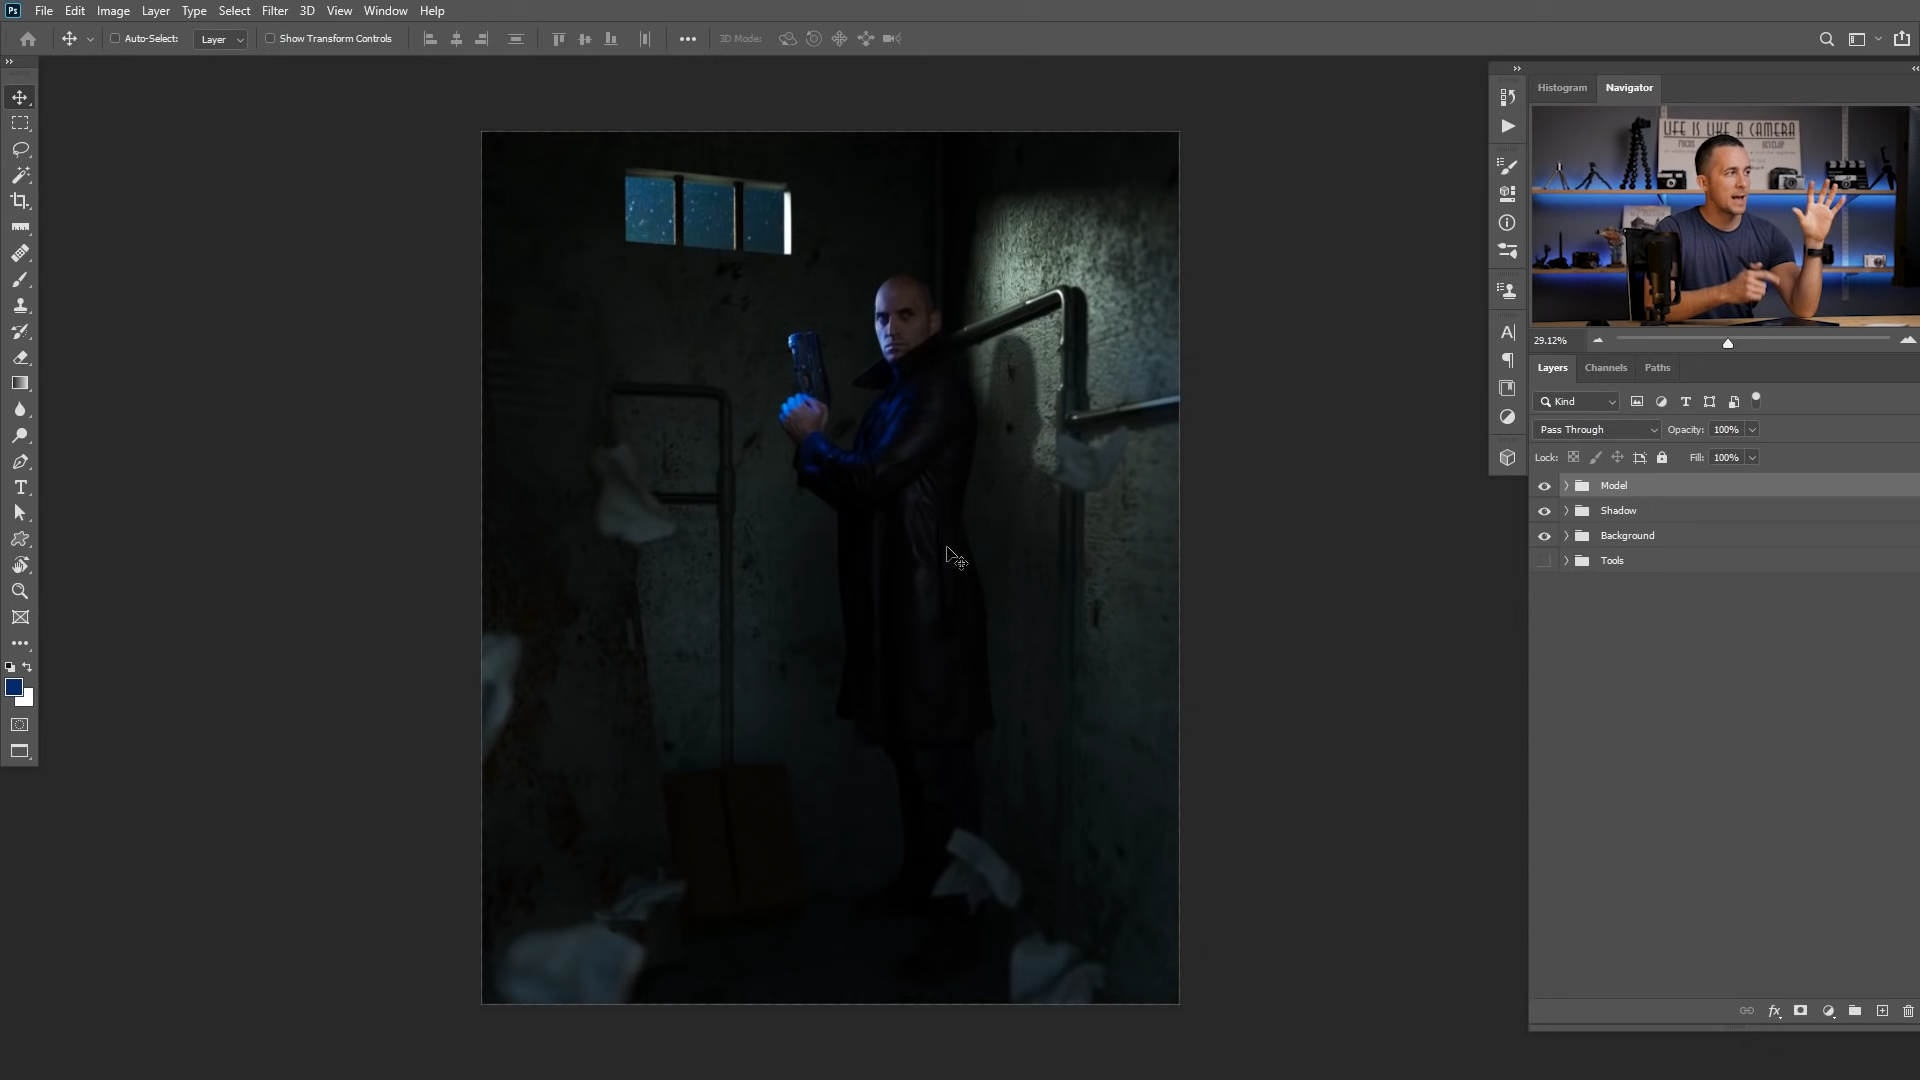 Ps File Edit Image Layer Type Select Filter 3D View Window Help
Auto-Select: Layer Show Transform Controls 3D Mode:
Histogram Navigator
LIFE IS LIKE A CAMERA
29.12%
Layers Channels Paths
Kind
Pass Through Opacity: 100%
Lock: Fill: 100%
Model
Shadow
Background
Tools